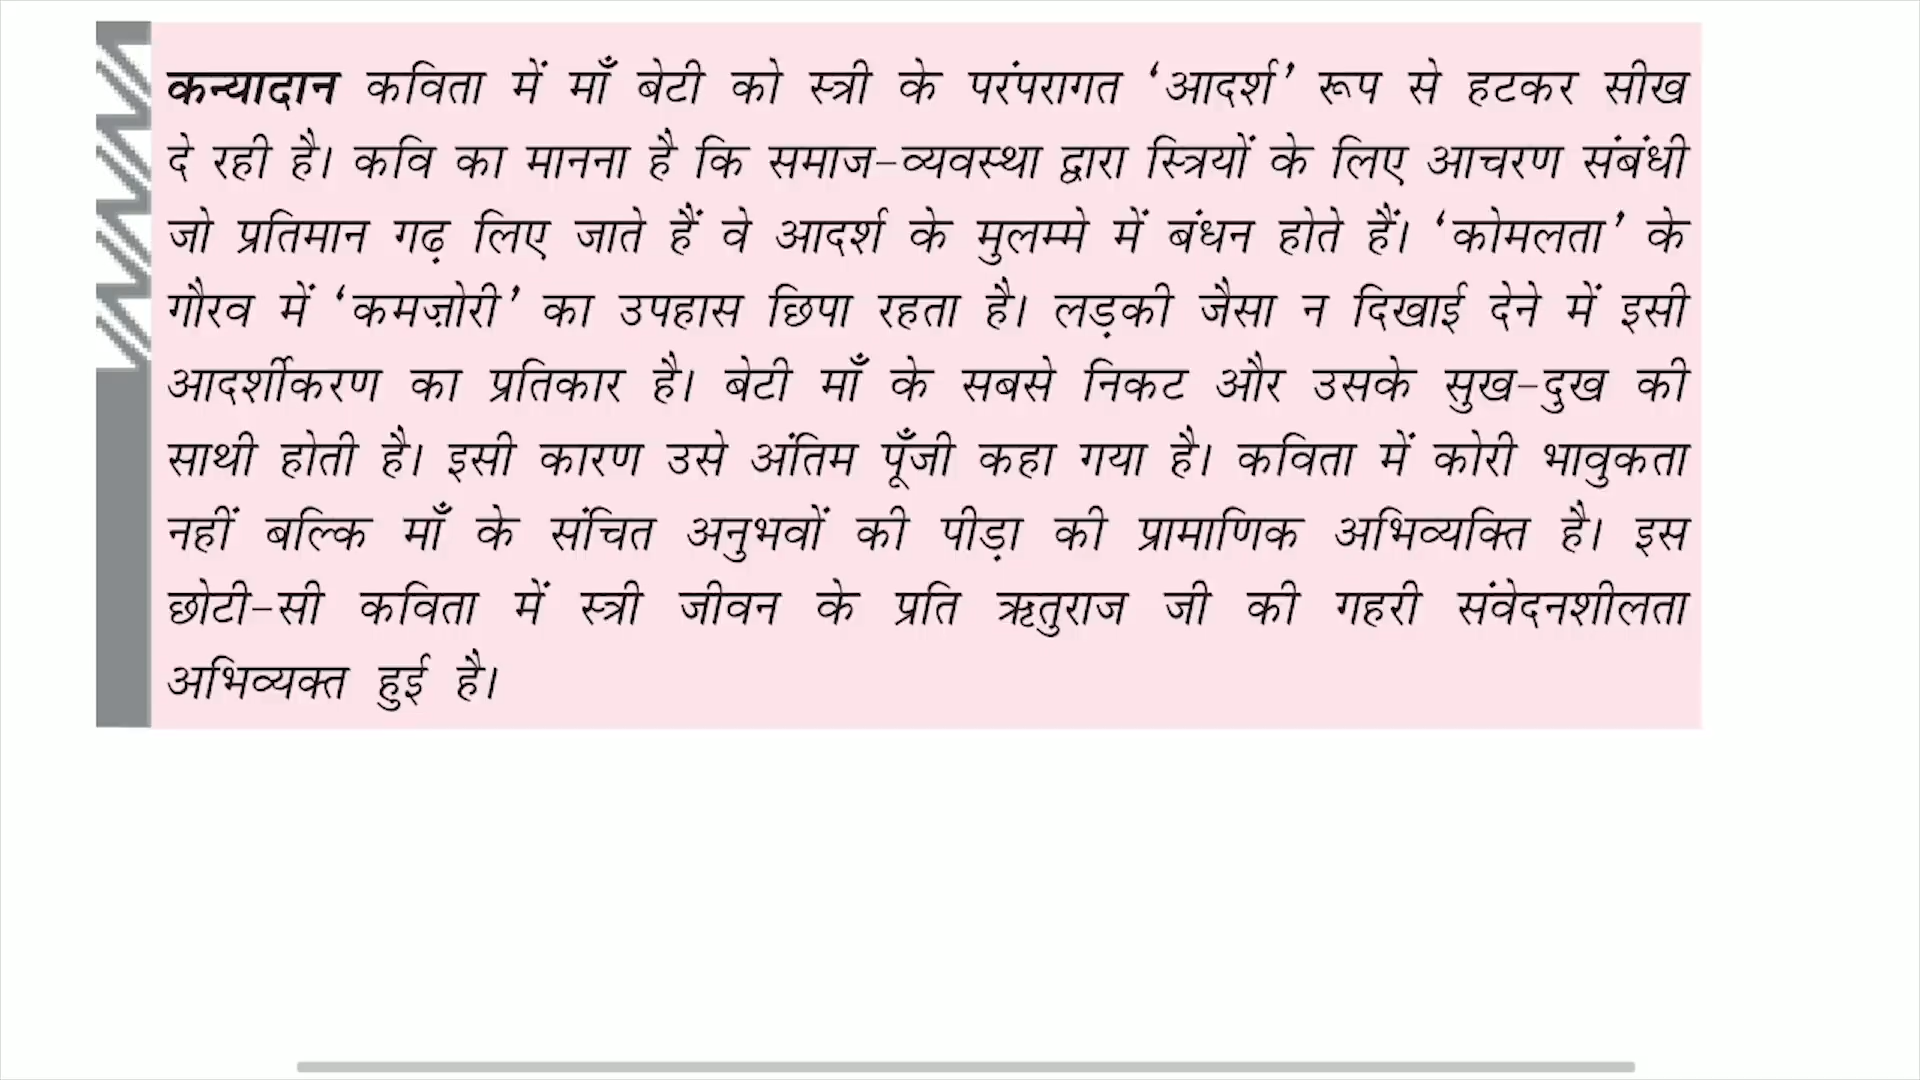 कन्यादान कविता में माँ बेटी को स्त्री के परंपरागत ‘आदर्श’ रूप से हटकर सीख
दे रही है। कवि का मानना है कि समाज-व्यवस्था द्वारा स्त्रियों के लिए आचरण संबंधी
जो प्रतिमान गढ़ लिए जाते हैं वे आदर्श के मुलम्मे में बंधन होते हैं। ‘कोमलता’ के
गौरव में ‘कमज़ोरी’ का उपहास छिपा रहता है। लड़की जैसा न दिखाई देने में इसी
आदर्शीकरण का प्रतिकार है। बेटी माँ के सबसे निकट और उसके सुख-दुख की
साथी होती है। इसी कारण उसे अंतिम पूँजी कहा गया है। कविता में कोरी भावुकता
नहीं बल्कि माँ के संचित अनुभवों की पीड़ा की प्रामाणिक अभिव्यक्ति है। इस
छोटी-सी कविता में स्त्री जीवन के प्रति ऋतुराज जी की गहरी संवेदनशीलता
अभिव्यक्त हुई है।